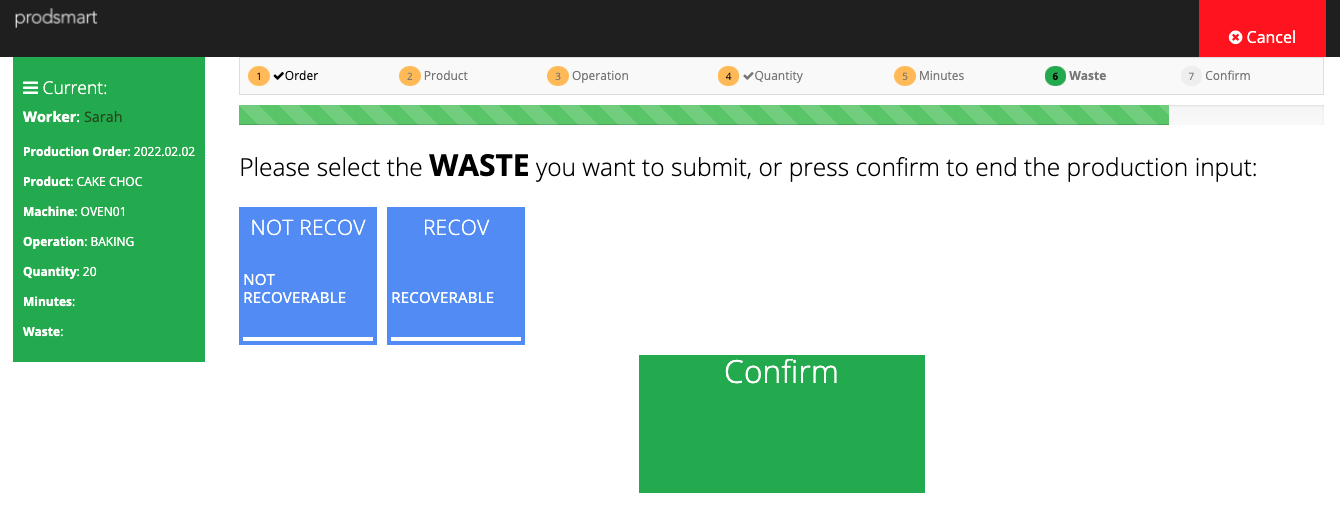 prodsmart
Cancel
Current:
Worker: Sarah
Production Order: 2022.02.02
Product: CAKE CHOC
Machine: OVEN01
Operation: BAKING
Quantity: 20
Minutes:
Waste:
1 Order 2 Product 3 Operation 4 Quantity 5 Minutes 6 Waste 7 Confirm
Please select the WASTE you want to submit, or press confirm to end the production input:
NOT RECOV
NOT
RECOVERABLE
RECOV
RECOVERABLE
Confirm